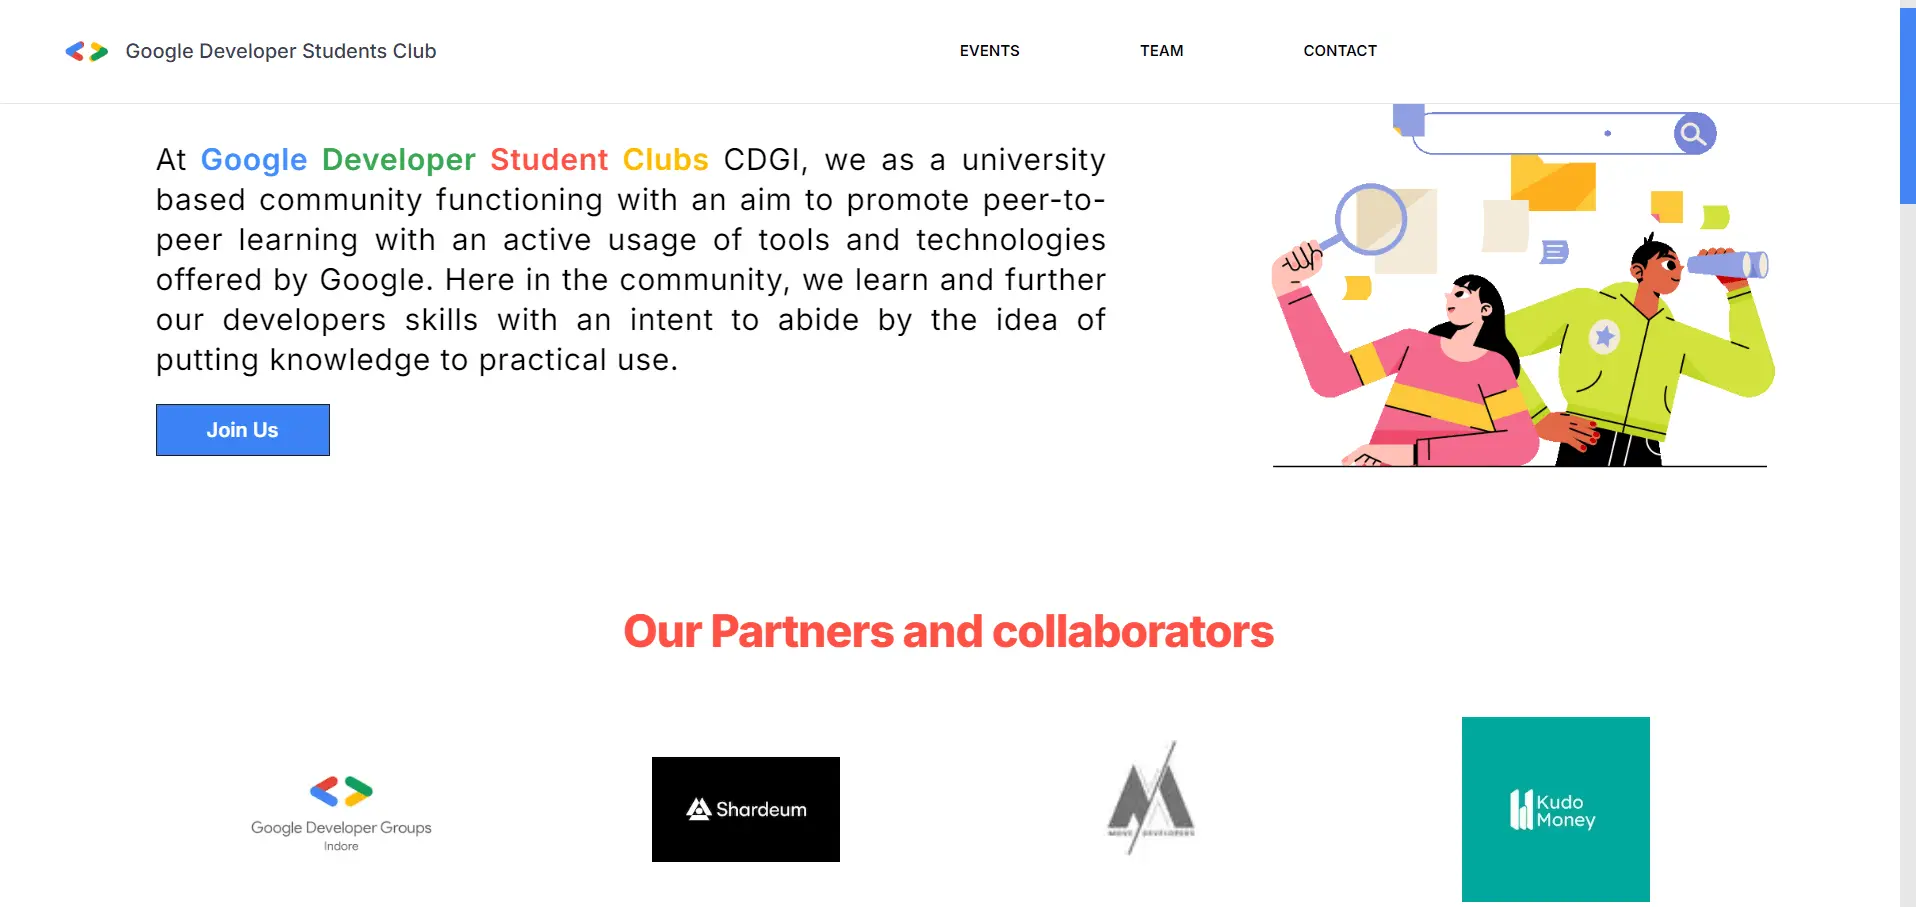 Google Developer Students Club
EVENTS
TEAM
CONTACT
At Google Developer Student Clubs CDGI, we as a university
based community functioning with an aim to promote peer-to-
peer learning with an active usage of tools and technologies
offered by Google. Here in the community, we learn and further
our developers skills with an intent to abide by the idea of
putting knowledge to practical use.
Join Us
Our Partners and collaborators
Google Developer Groups
Indore
Shardeum
MOVE DEVELOPERS
Kudo
Money